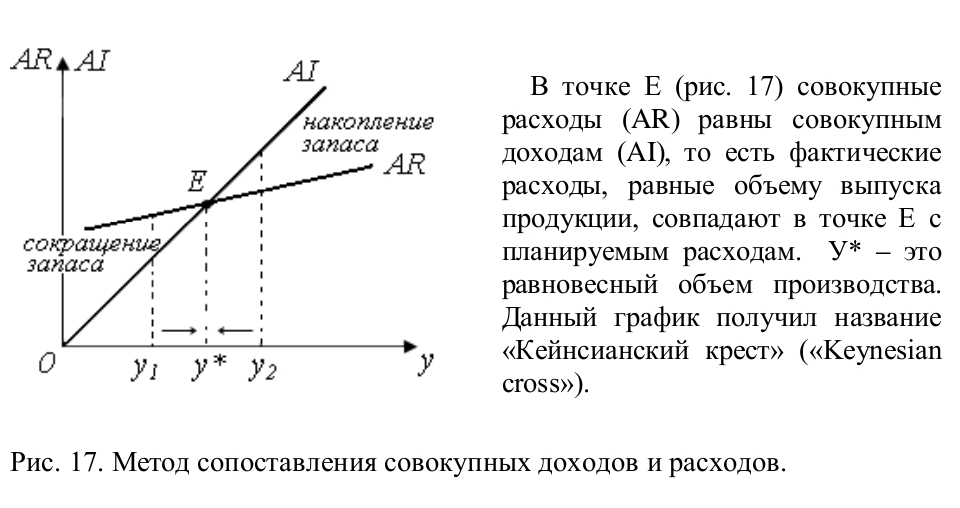 AR AI
AI
накопление
запаса
AR
E
сокращение
запаса
O y₁ y* y₂ y
В точке Е (рис. 17) совокупные
расходы (AR) равны совокупным
доходам (AI), то есть фактические
расходы, равные объему выпуска
продукции, совпадают в точке Е с
планируемым расходам. У* – это
равновесный объем производства.
Данный график получил название
«Кейнсианский крест» («Keynesian
cross»).
Рис. 17. Метод сопоставления совокупных доходов и расходов.